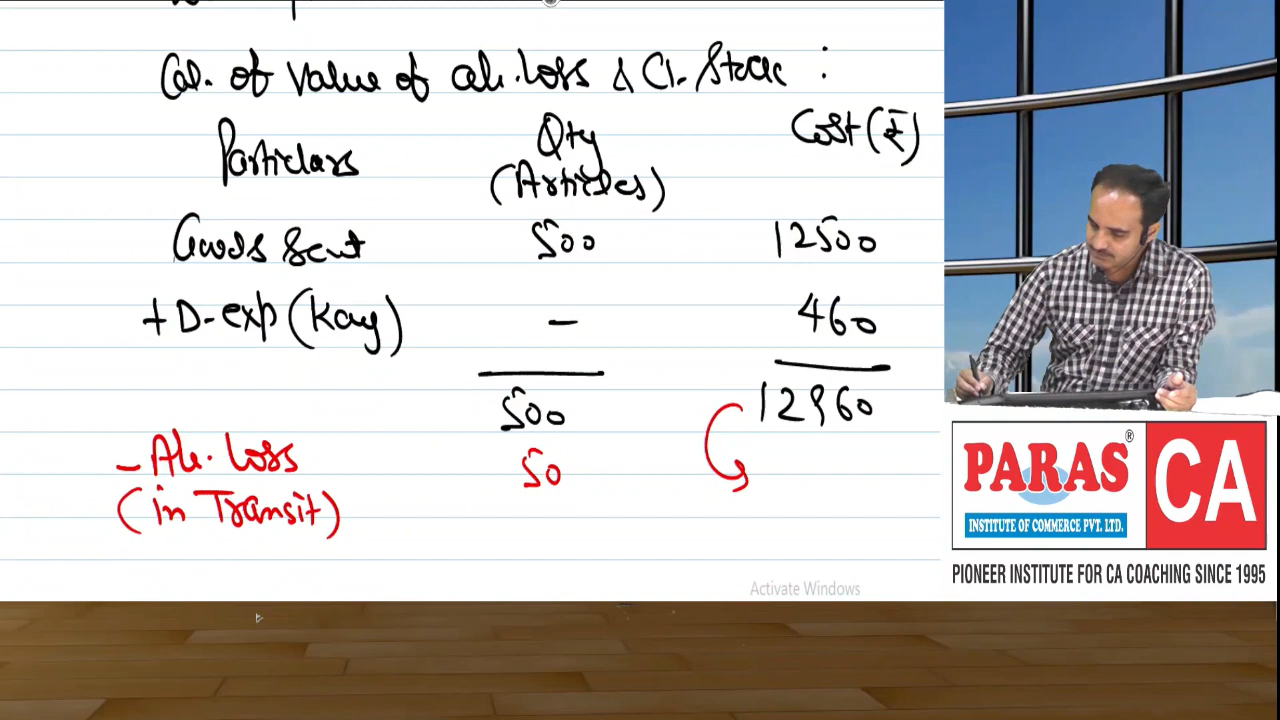 Cal. of Value of ab. Loss & Cl. Stock :
Particlars Qty (Articles) Cost (₹)
Goods Sent 500 12500
+ D-exp (Kay) - 460
500 12960
- Ab. Loss 50
(in Transit)
PARAS®
INSTITUTE OF COMMERCE PVT. LTD.
CA
PIONEER INSTITUTE FOR CA COACHING SINCE 1995
Activate Windows